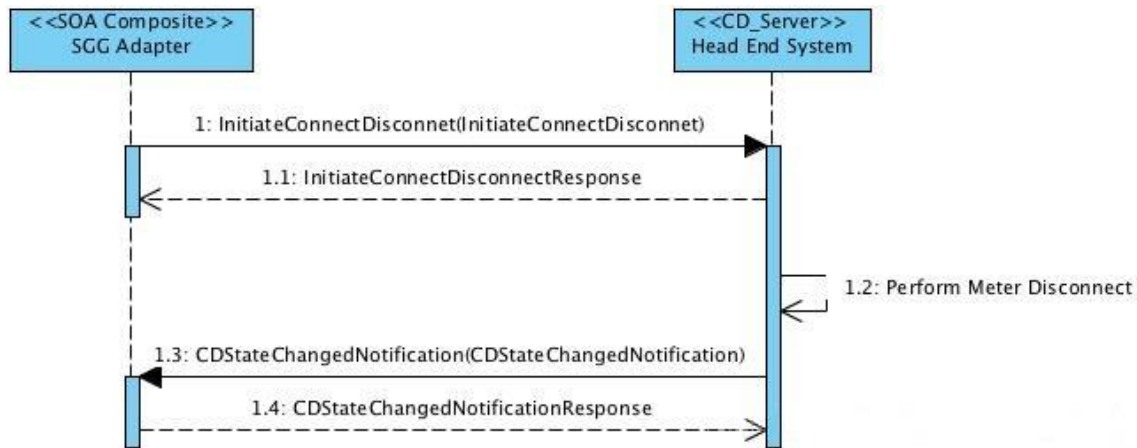 <<SOA Composite>>
SGG Adapter
<<CD_Server>>
Head End System
1: InitiateConnectDisconnet(InitiateConnectDisconnet)
1.1: InitiateConnectDisconnectResponse
1.2: Perform Meter Disconnect
1.3: CDStateChangedNotification(CDStateChangedNotification)
1.4: CDStateChangedNotificationResponse